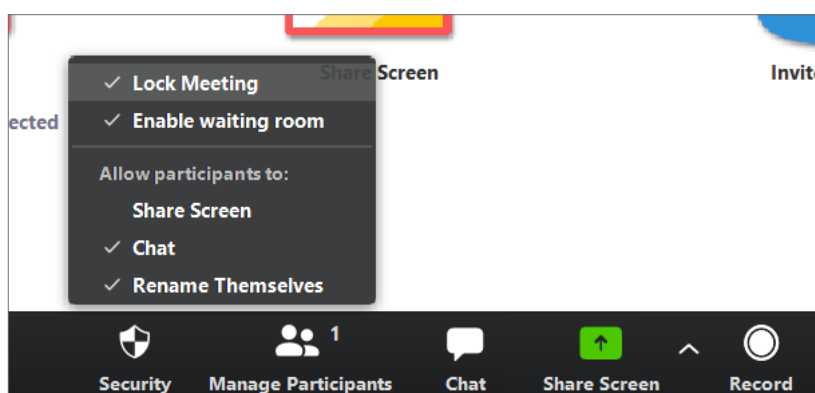 Share Screen
Invit
ected
Lock Meeting
Enable waiting room
Allow participants to:
Share Screen
Chat
Rename Themselves
1
Security
Manage Participants
Chat
Share Screen
Record